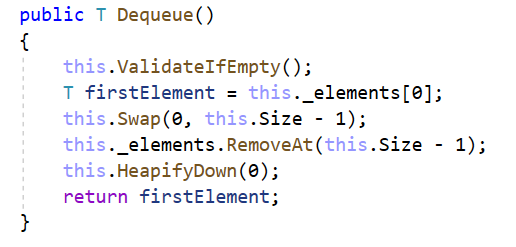 public T Dequeue()
{
    this.ValidateIfEmpty();
    T firstElement = this._elements[0];
    this.Swap(0, this.Size - 1);
    this._elements.RemoveAt(this.Size - 1);
    this.HeapifyDown(0);
    return firstElement;
}